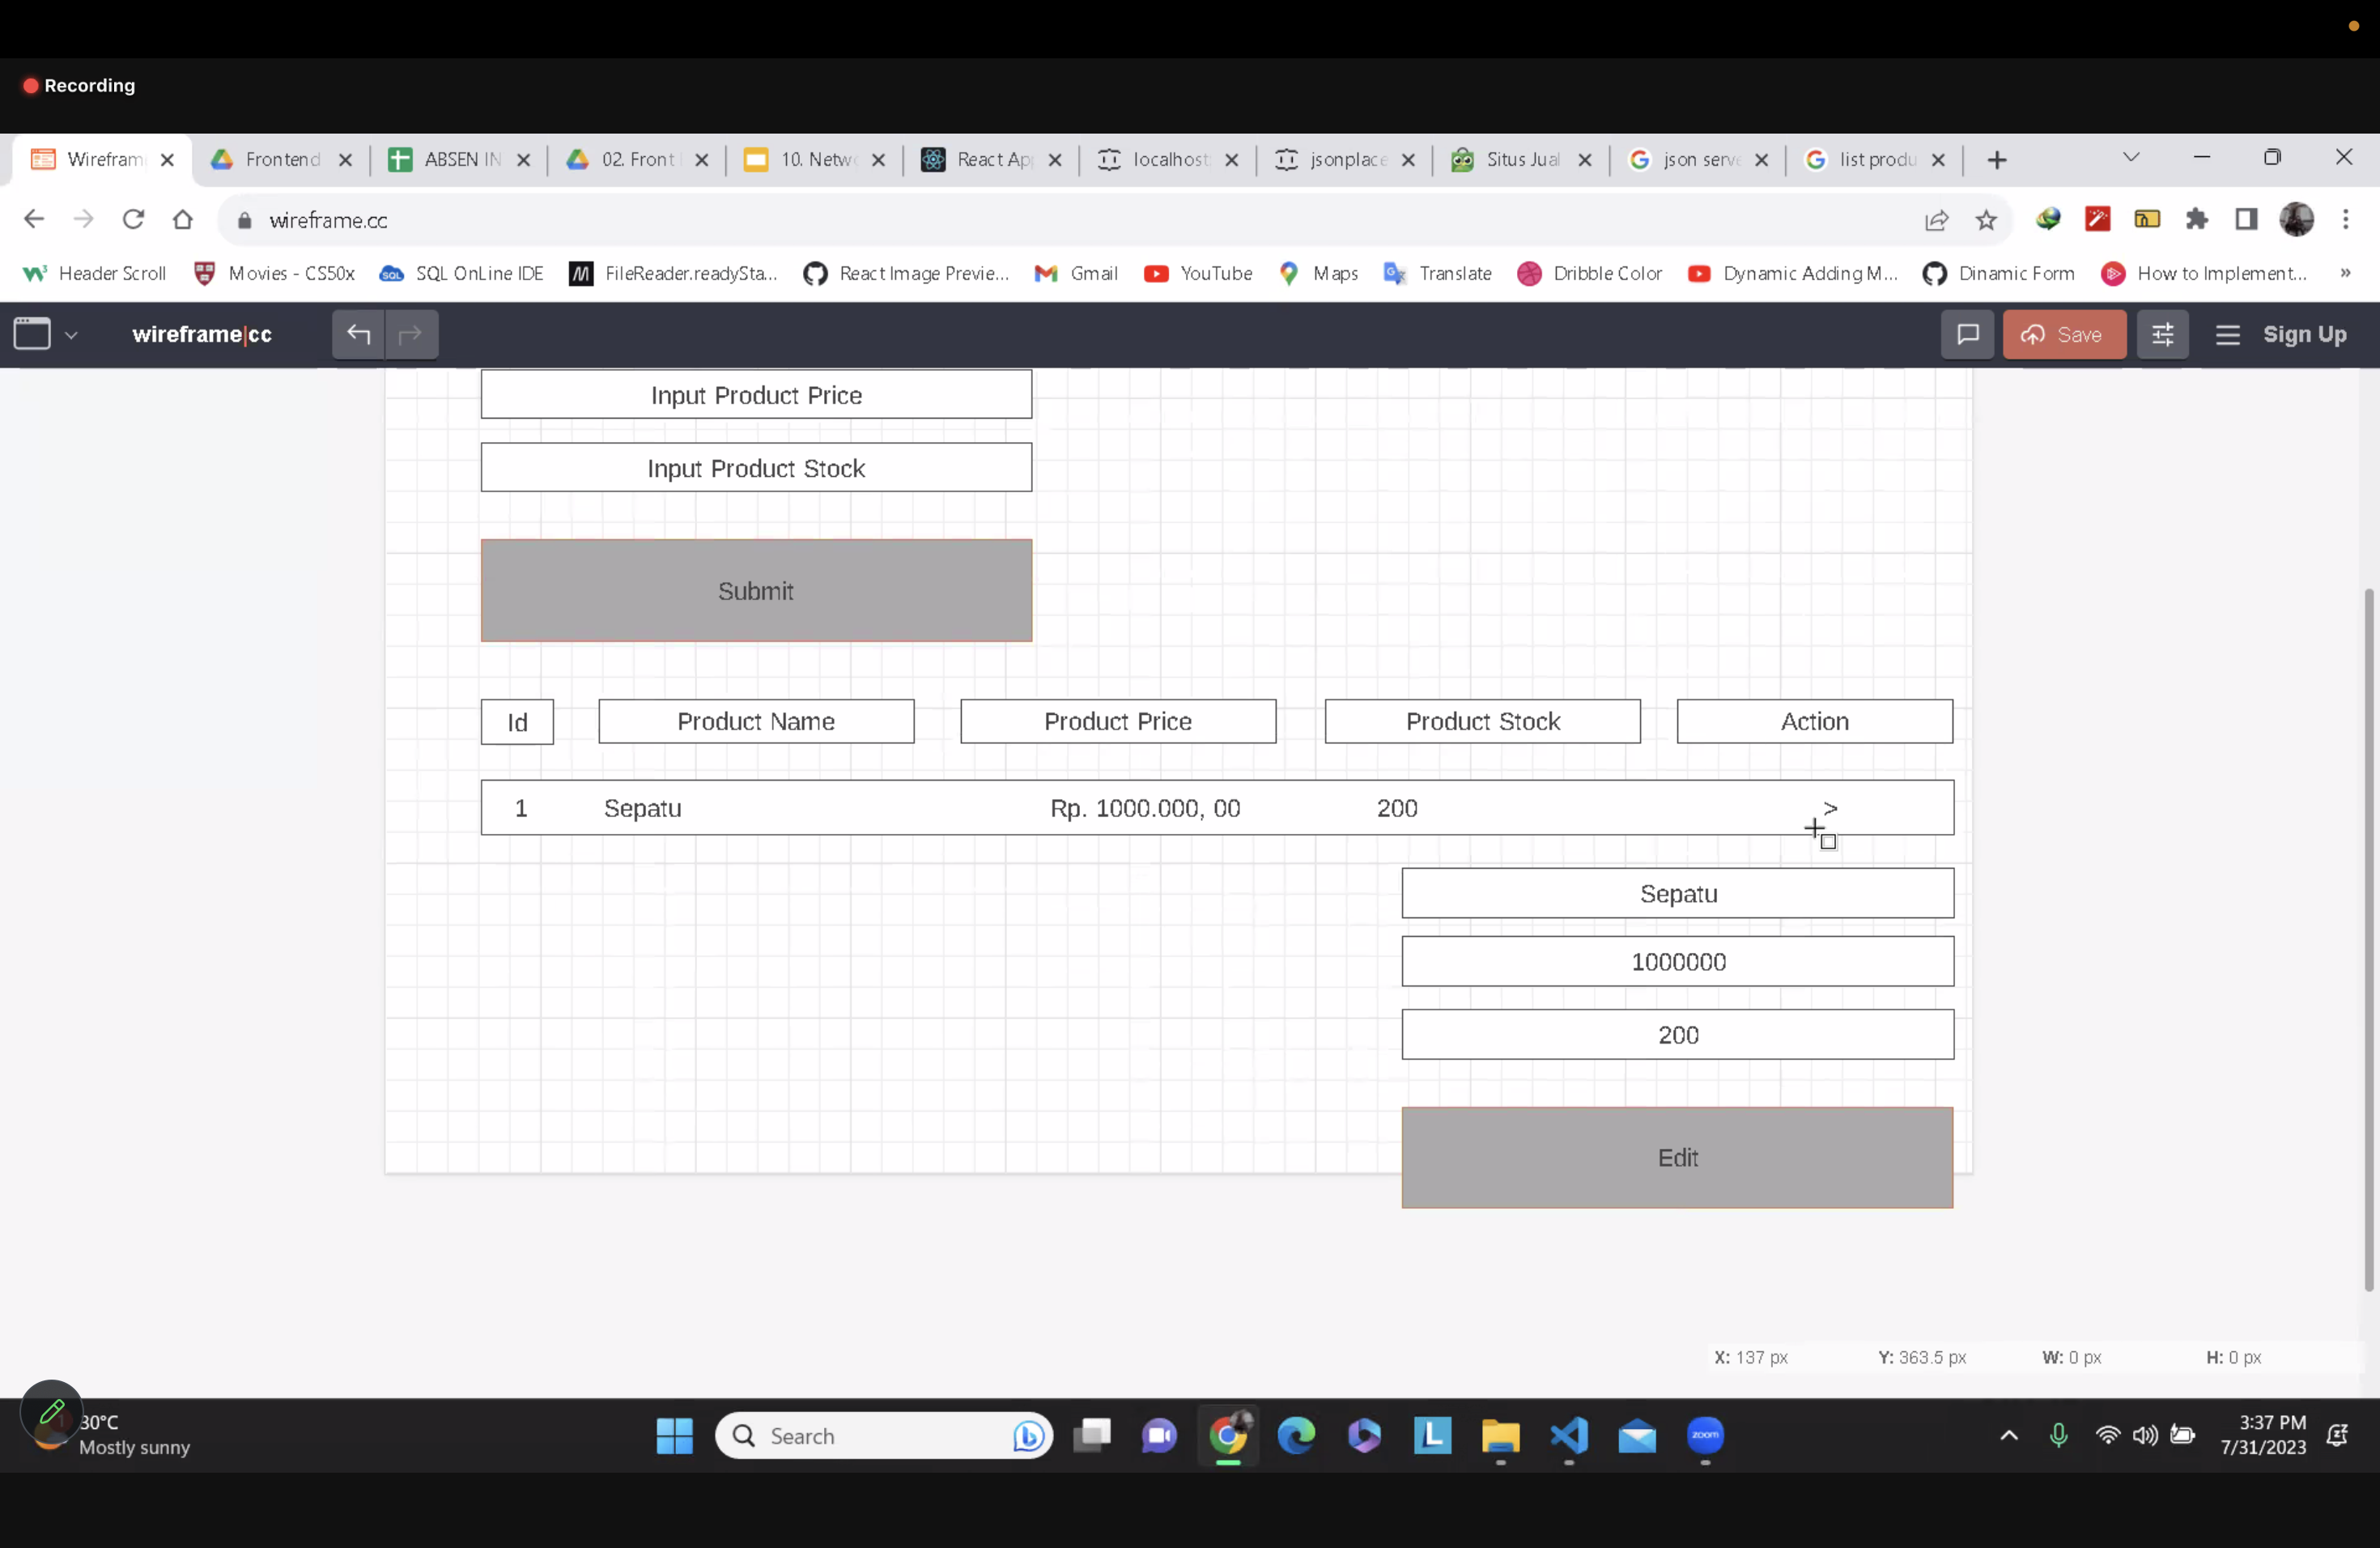 Recording
Wirefram
Frontend
ABSEN IN
02. Front
10. Netw
React Ap
localhost
jsonplace
Situs Jual
json serve
list produ
wireframe.cc
Header Scroll
Movies - CS50x
SQL OnLine IDE
FileReader.readySta...
React Image Previe...
Gmail
YouTube
Maps
Translate
Dribble Color
Dynamic Adding M...
Dinamic Form
How to Implement...
»
wireframe|cc
Save
Sign Up
Input Product Price
Input Product Stock
Submit
Id
Product Name
Product Price
Product Stock
Action
1
Sepatu
Rp. 1000.000, 00
200
>
Sepatu
1000000
200
Edit
X: 137 px
Y: 363.5 px
W: 0 px
H: 0 px
30°C
Mostly sunny
Search
L
zoom
3:37 PM
7/31/2023